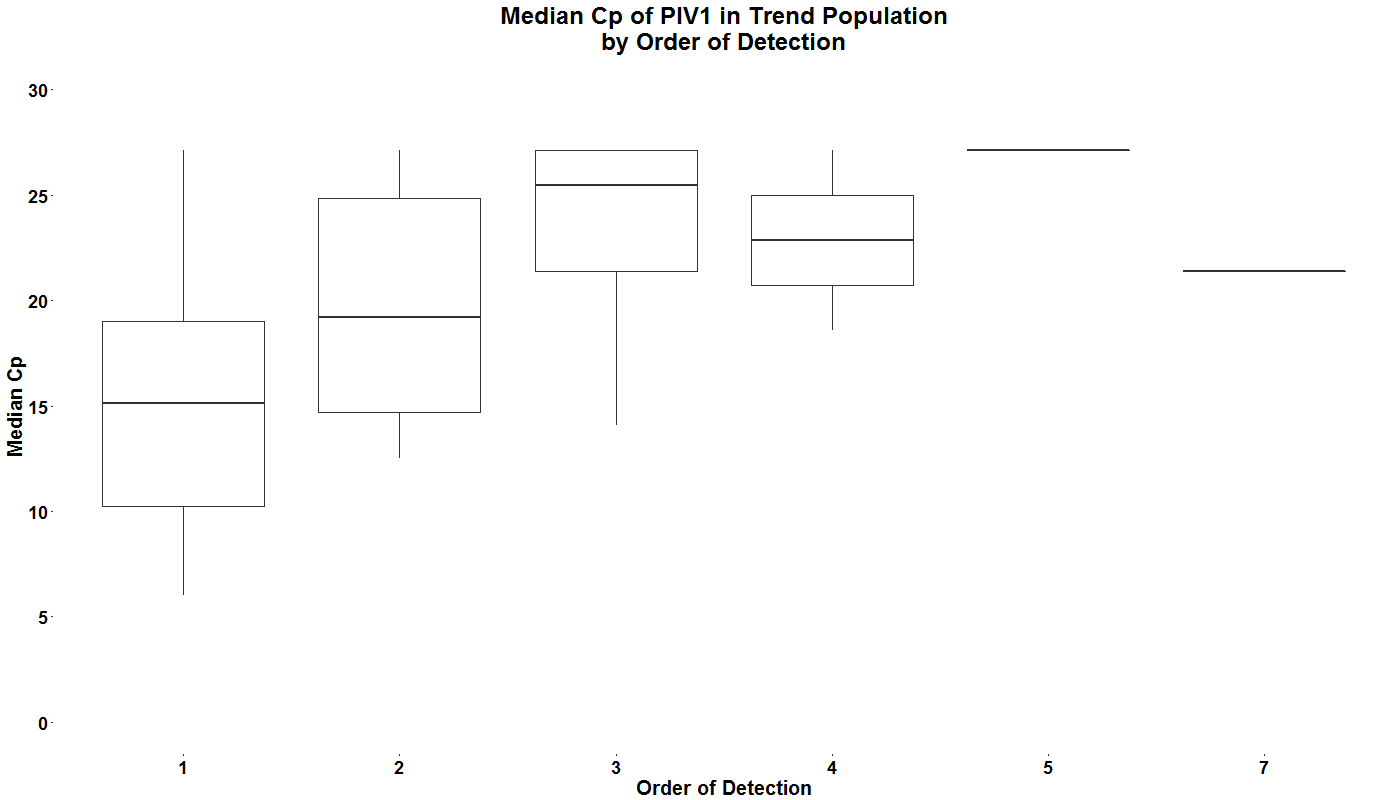 Median Cp of PIV1 in Trend Population
by Order of Detection
30
25
20
15
10
5
0
Median Cp
1 2 3 4 5 7
Order of Detection